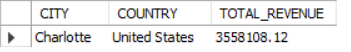 CITY COUNTRY TOTAL_REVENUE
Charlotte United States 3558108.12